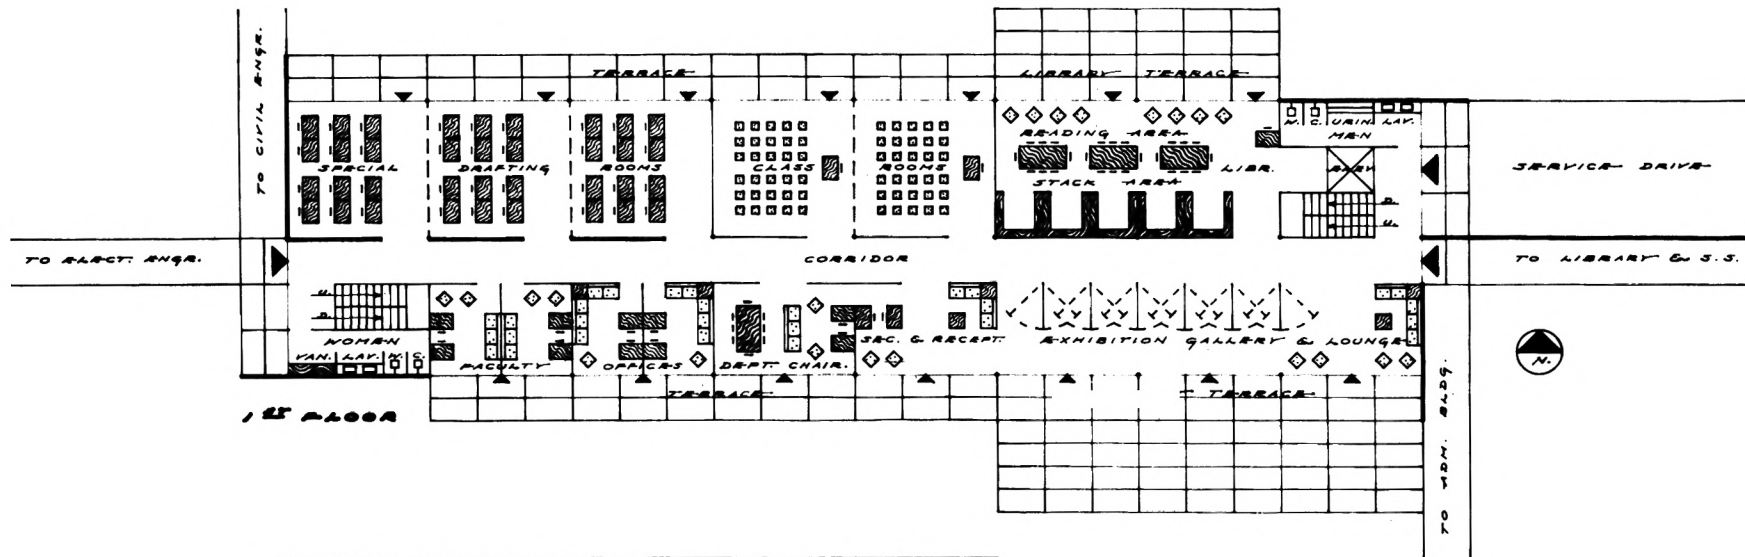 TO CIVIL ENGR.
TERRACE
LIBRARY TERRACE
W. C. URIN. LAV.
MEN
READING AREA
SPECIAL DRAFTING ROOMS
CLASS ROOMS
LIBR.
ELEV.
SERVICE DRIVE
STACK AREA
D.
U.
TO ELECT. ENGR.
CORRIDOR
TO LIBRARY & S.S.
U.
D.
WOMEN
VAN. LAV. W. C.
FACULTY OFFICES
DEPT. CHAIR.
SEC. & RECEPT.
EXHIBITION GALLERY & LOUNGE
N.
TERRACE
TERRACE
1ST FLOOR
TO ADM. BLDG.